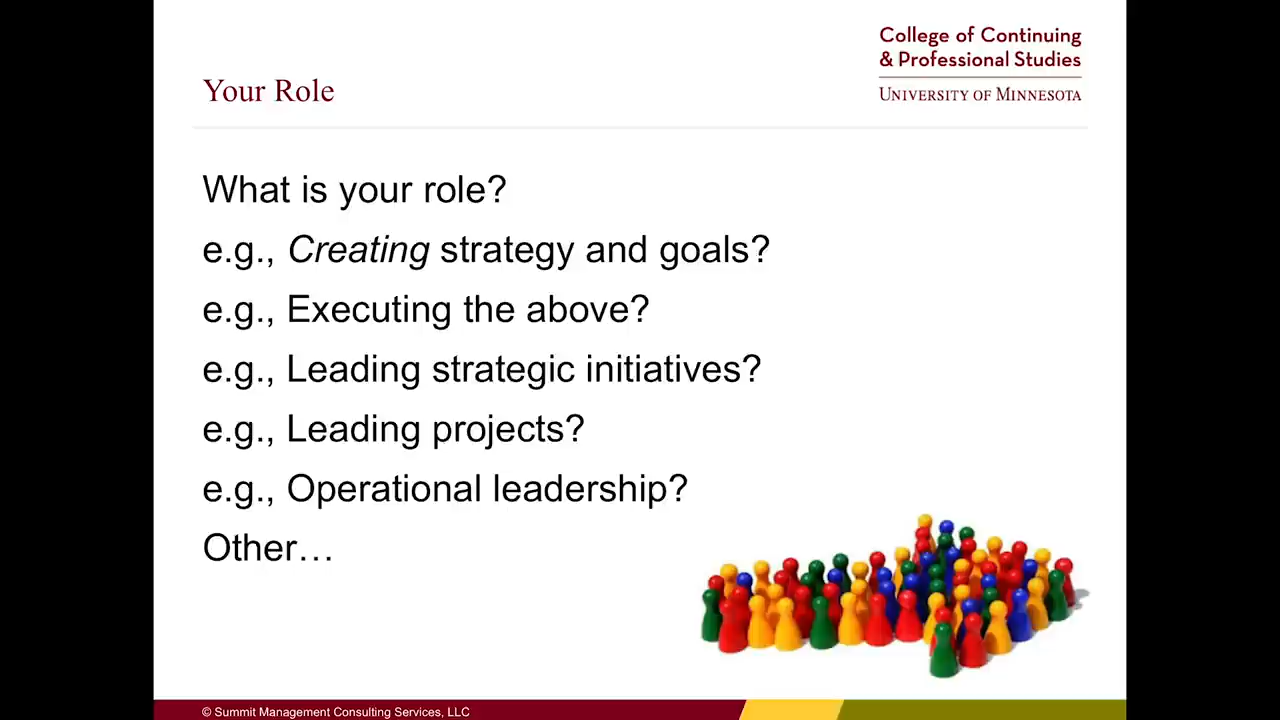 College of Continuing
& Professional Studies
UNIVERSITY OF MINNESOTA
Your Role
What is your role?
e.g., Creating strategy and goals?
e.g., Executing the above?
e.g., Leading strategic initiatives?
e.g., Leading projects?
e.g., Operational leadership?
Other…
© Summit Management Consulting Services, LLC